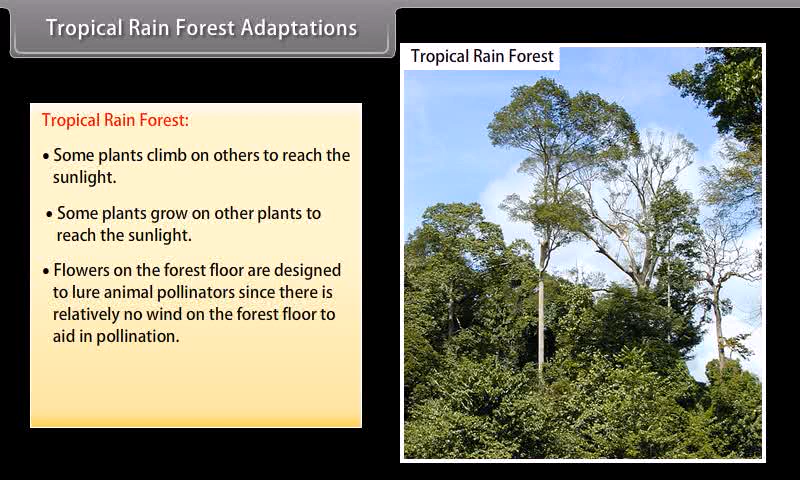 Tropical Rain Forest Adaptations
Tropical Rain Forest
Tropical Rain Forest:
• Some plants climb on others to reach the
sunlight.
• Some plants grow on other plants to
reach the sunlight.
• Flowers on the forest floor are designed
to lure animal pollinators since there is
relatively no wind on the forest floor to
aid in pollination.